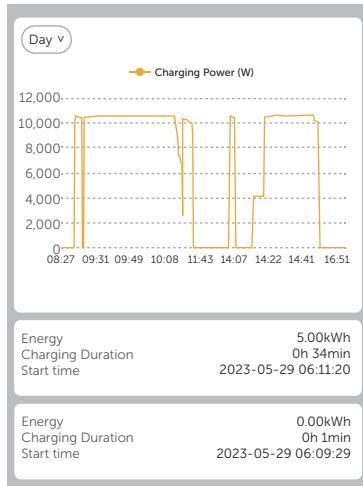 Day ˅
Charging Power (W)
12,000
10,000
8,000
6,000
4,000
2,000
0
08:27 09:31 09:49 10:08 11:43 14:07 14:22 14:41 16:51
Energy 5.00kWh
Charging Duration 0h 34min
Start time 2023-05-29 06:11:20
Energy 0.00kWh
Charging Duration 0h 1min
Start time 2023-05-29 06:09:29